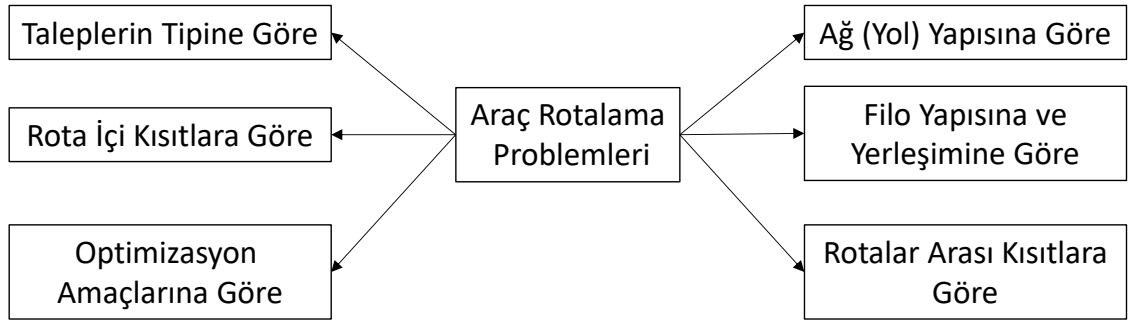 Taleplerin Tipine Göre
Rota İçi Kısıtlara Göre
Optimizasyon
Amaçlarına Göre
Araç Rotalama
Problemleri
Ağ (Yol) Yapısına Göre
Filo Yapısına ve
Yerleşimine Göre
Rotalar Arası Kısıtlara
Göre